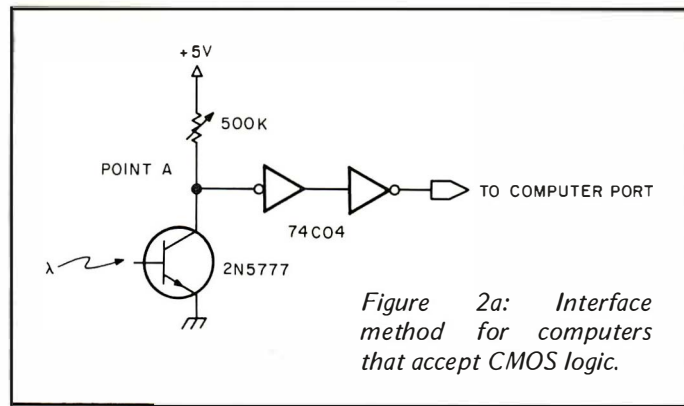 +5V
500K
POINT A
TO COMPUTER PORT
74C04
λ
2N5777
Figure 2a: Interface
method for computers
that accept CMOS logic.